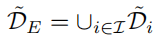 𝒟̃_E = ∪_{i∈ℐ} 𝒟̃_i